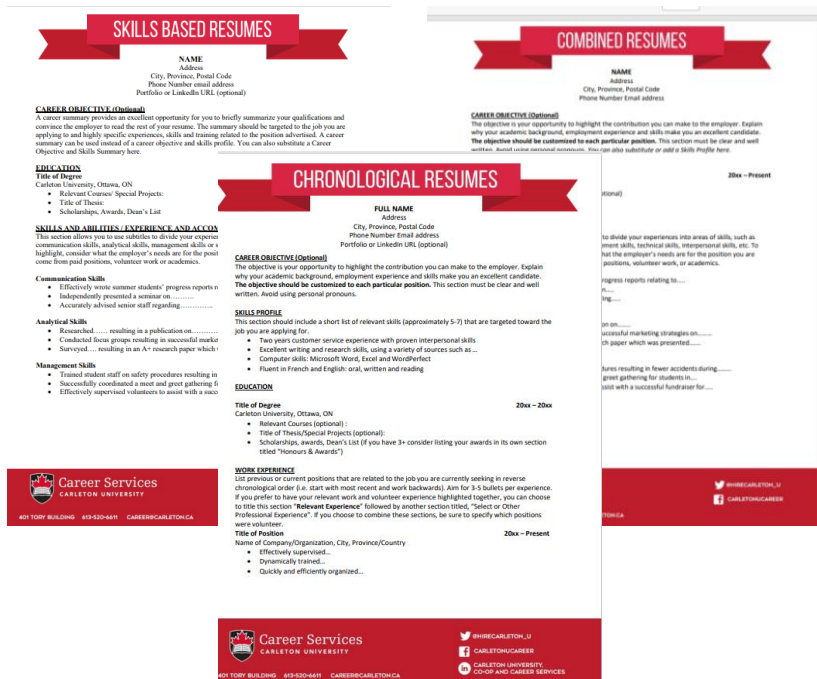 SKILLS BASED RESUMES
NAME
Address
City, Province, Postal Code
Phone Number email address
Portfolio or LinkedIn URL (optional)
CAREER OBJECTIVE (Optional)
A career summary provides an excellent opportunity for you to briefly summarize your qualifications and
convince the employer to read the rest of your resume. The summary should be targeted to the job you are
applying to and highly specific experiences, skills and training related to the position advertised. A career
summary can be used instead of a career objective and skills profile. You can also substitute a Career
Objective and Skills Summary here.
EDUCATION
Title of Degree
Carleton University, Ottawa, ON
• Relevant Courses/ Special Projects:
• Title of Thesis:
• Scholarships, Awards, Dean's List
SKILLS AND ABILITIES / EXPERIENCE AND ACCOM
This section allows you to use subtitles to divide your experien
communication skills, analytical skills, management skills or s
highlight, consider what the employer's needs are for the posit
come from paid positions, volunteer work or academics.
Communication Skills
• Effectively wrote summer students' progress reports r
• Independently presented a seminar on……….
• Accurately advised senior staff regarding…………..
Analytical Skills
• Researched…… resulting in a publication on…………
• Conducted focus groups resulting in successful marke
• Surveyed…. resulting in an A+ research paper which
Management Skills
• Trained student staff on safety procedures resulting in
• Successfully coordinated a meet and greet gathering fo
• Effectively supervised volunteers to assist with a succe
Career Services
CARLETON UNIVERSITY
401 TORY BUILDING 613-520-6611 CAREER@CARLETON.CA
COMBINED RESUMES
NAME
Address
City, Province, Postal Code
Phone Number Email address
CAREER OBJECTIVE (Optional)
The objective is your opportunity to highlight the contribution you can make to the employer. Explain
why your academic background, employment experience and skills make you an excellent candidate.
The objective should be customized to each particular position. This section must be clear and well
written. Avoid using personal pronouns. You can also substitute or add a Skills Profile here.
20xx – Present
tional)
to divide your experiences into areas of skills, such as
ment skills, technical skills, interpersonal skills, etc. To
hat the employer's needs are for the position you are
positions, volunteer work, or academics.
rogress reports relating to…..
n…..
ing…..
on on……..
uccessful marketing strategies on……..
ch paper which was presented……..
dures resulting in fewer accidents during……..
greet gathering for students in….
sist with a successful fundraiser for…..
@HIRECARLETON_U
CARLETONUCAREER
TON.CA
CHRONOLOGICAL RESUMES
FULL NAME
Address
City, Province, Postal Code
Phone Number Email address
Portfolio or LinkedIn URL (optional)
CAREER OBJECTIVE (Optional)
The objective is your opportunity to highlight the contribution you can make to the employer. Explain
why your academic background, employment experience and skills make you an excellent candidate.
The objective should be customized to each particular position. This section must be clear and well
written. Avoid using personal pronouns.
SKILLS PROFILE
This section should include a short list of relevant skills (approximately 5-7) that are targeted toward the
job you are applying for.
• Two years customer service experience with proven interpersonal skills
• Excellent writing and research skills, using a variety of sources such as …
• Computer skills: Microsoft Word, Excel and WordPerfect
• Fluent in French and English: oral, written and reading
EDUCATION
Title of Degree 20xx – 20xx
Carleton University, Ottawa, ON
• Relevant Courses (optional) :
• Title of Thesis/Special Projects (optional):
• Scholarships, awards, Dean's List (if you have 3+ consider listing your awards in its own section
titled "Honours & Awards")
WORK EXPERIENCE
List previous or current positions that are related to the job you are currently seeking in reverse
chronological order (i.e. start with most recent and work backwards). Aim for 3-5 bullets per experience.
If you prefer to have your relevant work and volunteer experience highlighted together, you can choose
to title this section "Relevant Experience" followed by another section titled, "Select or Other
Professional Experience". If you choose to combine these sections, be sure to specify which positions
were volunteer.
Title of Position 20xx – Present
Name of Company/Organization, City, Province/Country
• Effectively supervised…
• Dynamically trained…
• Quickly and efficiently organized…
Career Services
CARLETON UNIVERSITY
401 TORY BUILDING 613-520-6611 CAREER@CARLETON.CA
@HIRECARLETON_U
CARLETONUCAREER
CARLETON UNIVERSITY,
CO-OP AND CAREER SERVICES